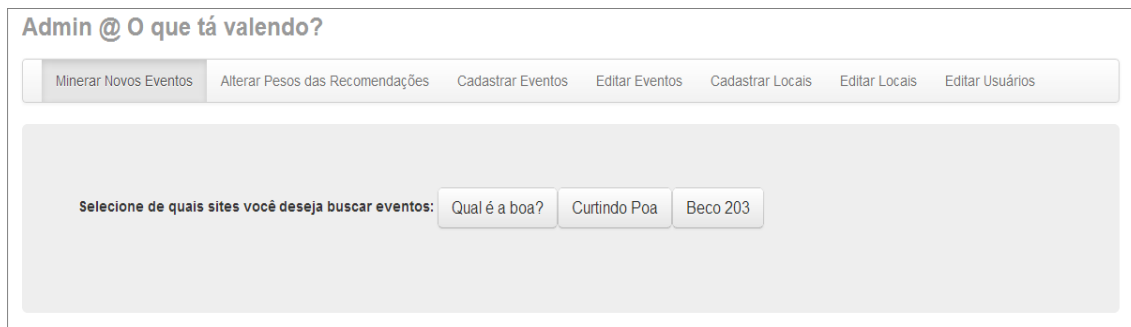 Admin @ O que tá valendo?
Minerar Novos Eventos Alterar Pesos das Recomendações Cadastrar Eventos Editar Eventos Cadastrar Locais Editar Locais Editar Usuários
Selecione de quais sites você deseja buscar eventos: Qual é a boa? Curtindo Poa Beco 203